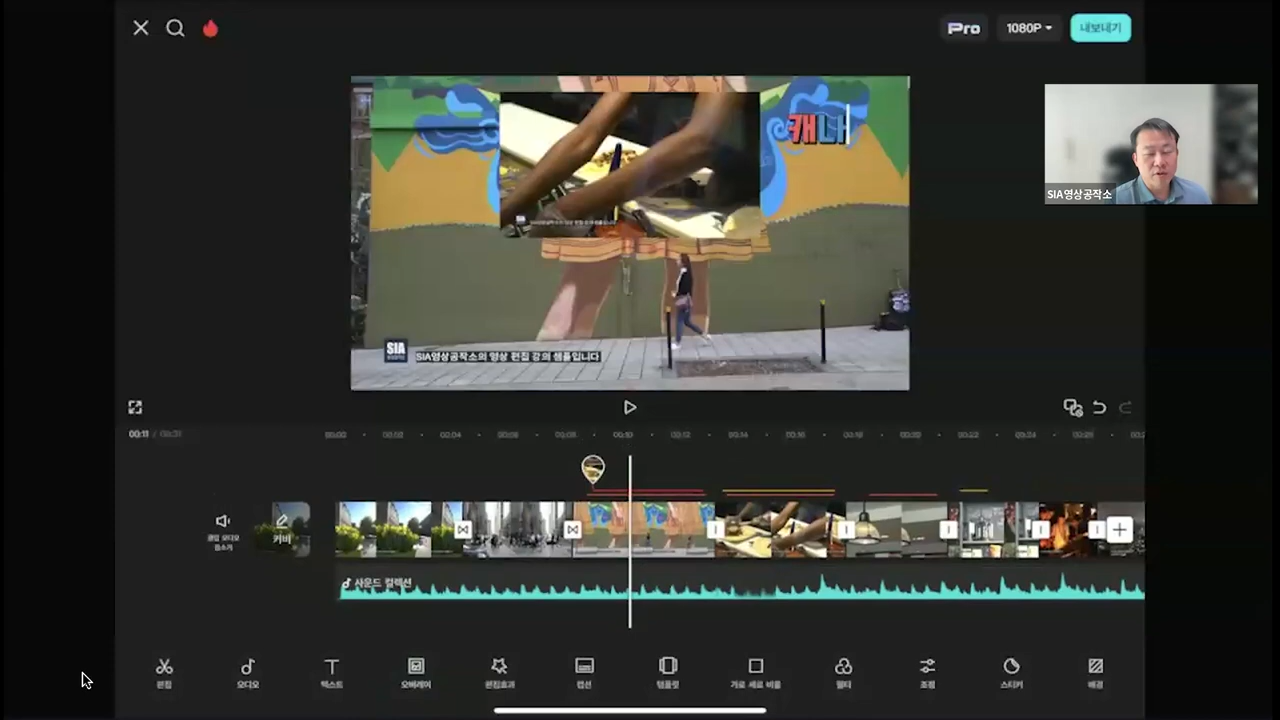 Pro
1080P
내보내기
캐나
SIA영상공작소
SIA
SIA영상공작소의 영상 편집 강의 샘플입니다
00:11 / 00:31
00:00
00:02
00:04
00:06
00:08
00:10
00:12
00:14
00:16
00:18
00:20
00:22
00:24
00:26
클립 오디오
음소거
커버
사운드 컬렉션
편집
오디오
텍스트
오버레이
편집효과
캡션
템플릿
가로 세로 비율
필터
조정
스티커
배경